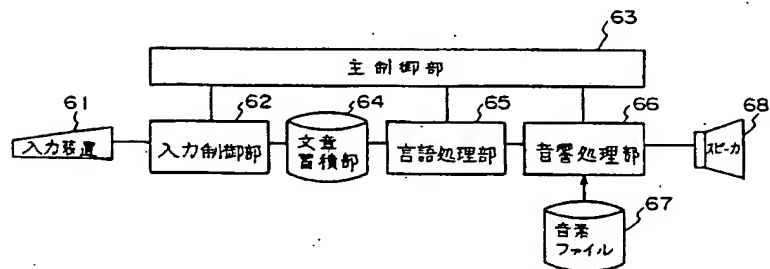 63
主制御部
61
62
64
65
66
68
入力装置
入力制御部
文章
蓄積部
言語処理部
音響処理部
スピーカ
67
音素
ファイル